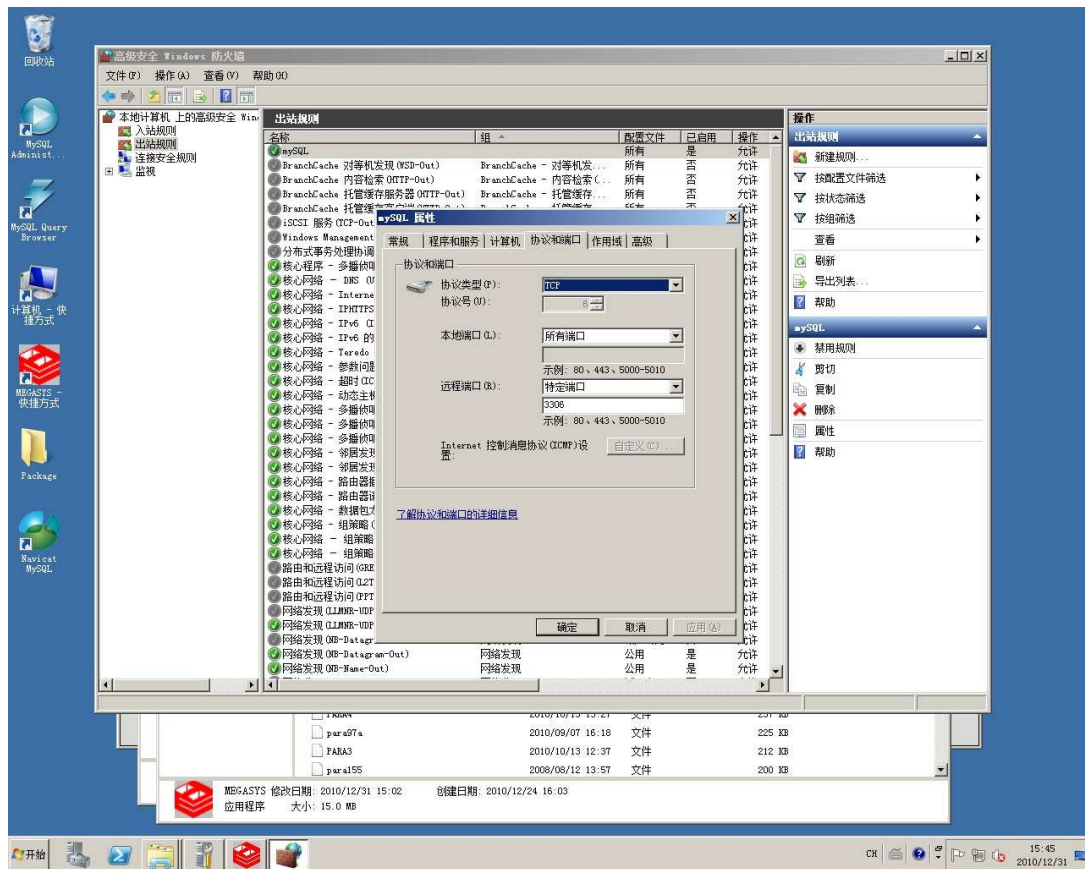 回收站
MySQL
Administ...
MySQL Query
Browser
计算机 - 快
捷方式
MEGASYS -
快捷方式
Package
Navicat
MySQL
高级安全 Windows 防火墙
文件(F) 操作(A) 查看(V) 帮助(H)
本地计算机 上的高级安全 Win
入站规则
出站规则
连接安全规则
监视
出站规则
名称 组 配置文件 已启用 操作
mySQL 所有 是 允许
BranchCache 对等机发现(WSD-Out) BranchCache - 对等机发... 所有 否 允许
BranchCache 内容检索(HTTP-Out) BranchCache - 内容检索(... 所有 否 允许
BranchCache 托管缓存服务器(HTTP-Out) BranchCache - 托管缓存... 所有 否 允许
iSCSI 服务(TCP-Out
Windows Management
分布式事务处理协调
核心程序 - 多播侦听
核心网络 - DNS (U
核心网络 - Interne
核心网络 - IPHTTPS
核心网络 - IPv6 (I
核心网络 - IPv6 的
核心网络 - Teredo
核心网络 - 参数问题
核心网络 - 超时(IC
核心网络 - 动态主机
核心网络 - 多播侦听
核心网络 - 多播侦听
核心网络 - 多播侦听
核心网络 - 邻居发现
核心网络 - 邻居发现
核心网络 - 路由器播
核心网络 - 路由器请
核心网络 - 数据包太
核心网络 - 组策略(
核心网络 - 组策略
核心网络 - 组策略
路由和远程访问(GRE
路由和远程访问(L2T
路由和远程访问(PPT
网络发现(LLMNR-UDP
网络发现(LLMNR-UDP
网络发现(NB-Datagr
网络发现(NB-Datagram-Out) 网络发现 公用 是 允许
网络发现(NB-Name-Out) 网络发现 公用 是 允许
mySQL 属性
常规 程序和服务 计算机 协议和端口 作用域 高级
协议和端口
协议类型(P): TCP
协议号(U): 6
本地端口(L): 所有端口
示例: 80、443、5000-5010
远程端口(R): 特定端口
3306
示例: 80、443、5000-5010
Internet 控制消息协议(ICMP)设
置: 自定义(C)...
了解协议和端口的详细信息
确定 取消 应用(A)
操作
出站规则
新建规则...
按配置文件筛选
按状态筛选
按组筛选
查看
刷新
导出列表...
帮助
mySQL
禁用规则
剪切
复制
删除
属性
帮助
para97a 2010/09/07 16:18 文件 225 KB
PARA3 2010/10/13 12:37 文件 212 KB
para155 2008/08/12 13:57 文件 200 KB
MEGASYS 修改日期: 2010/12/31 15:02 创建日期: 2010/12/24 16:03
应用程序 大小: 15.0 MB
开始
CH
15:45
2010/12/31